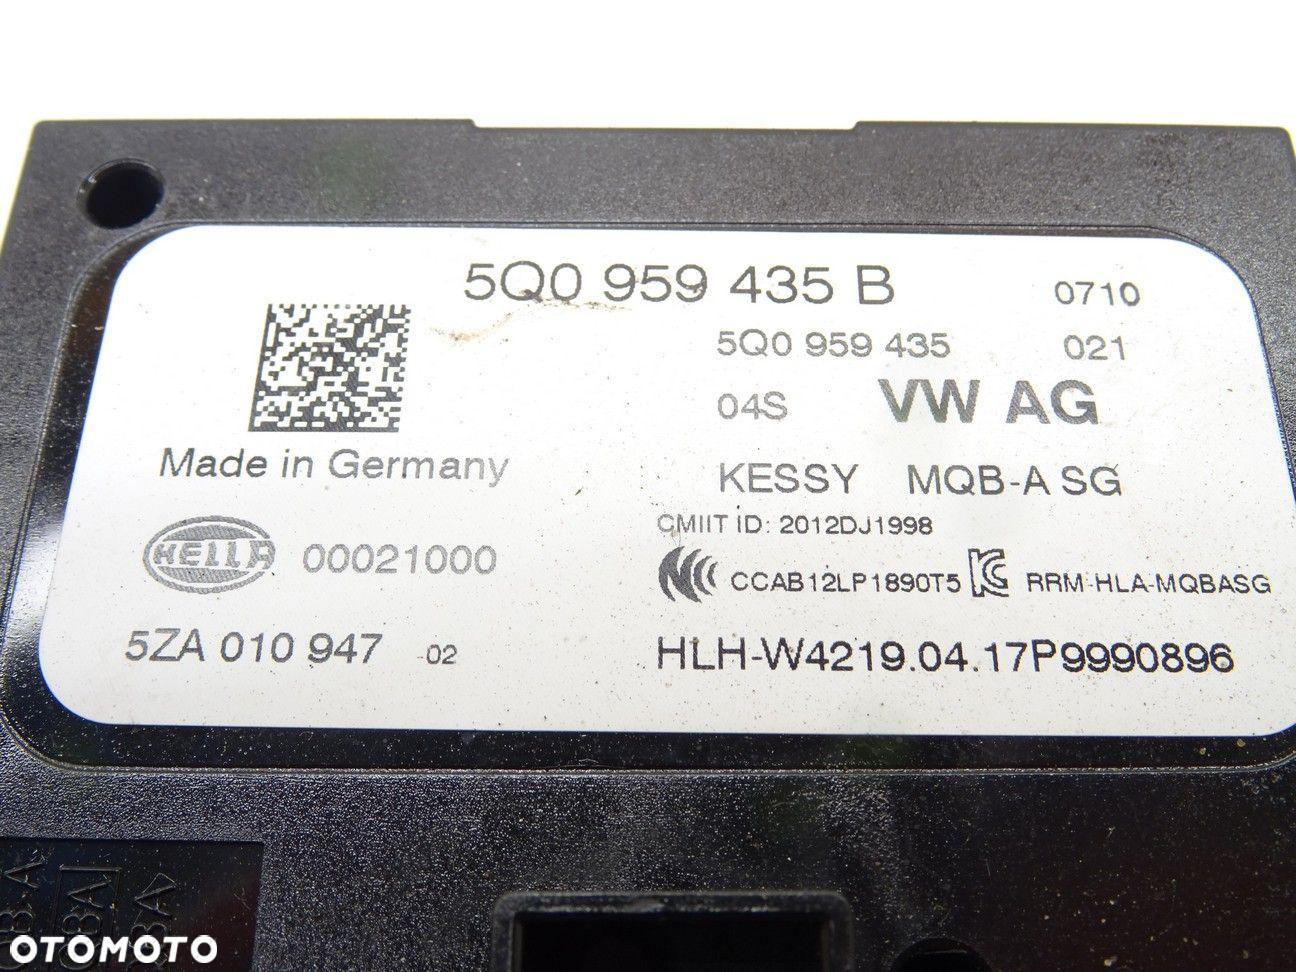 5Q0 959 435 B 0710
5Q0 959 435 021
04S VW AG
Made in Germany
KESSY MQB-A SG
CMIIT ID: 2012DJ1998
HELLA 00021000
CCAB12LP1890T5 RRM-HLA-MQBASG
5ZA 010 947 02
HLH-W4219.04.17P9990896
OTOMOTO